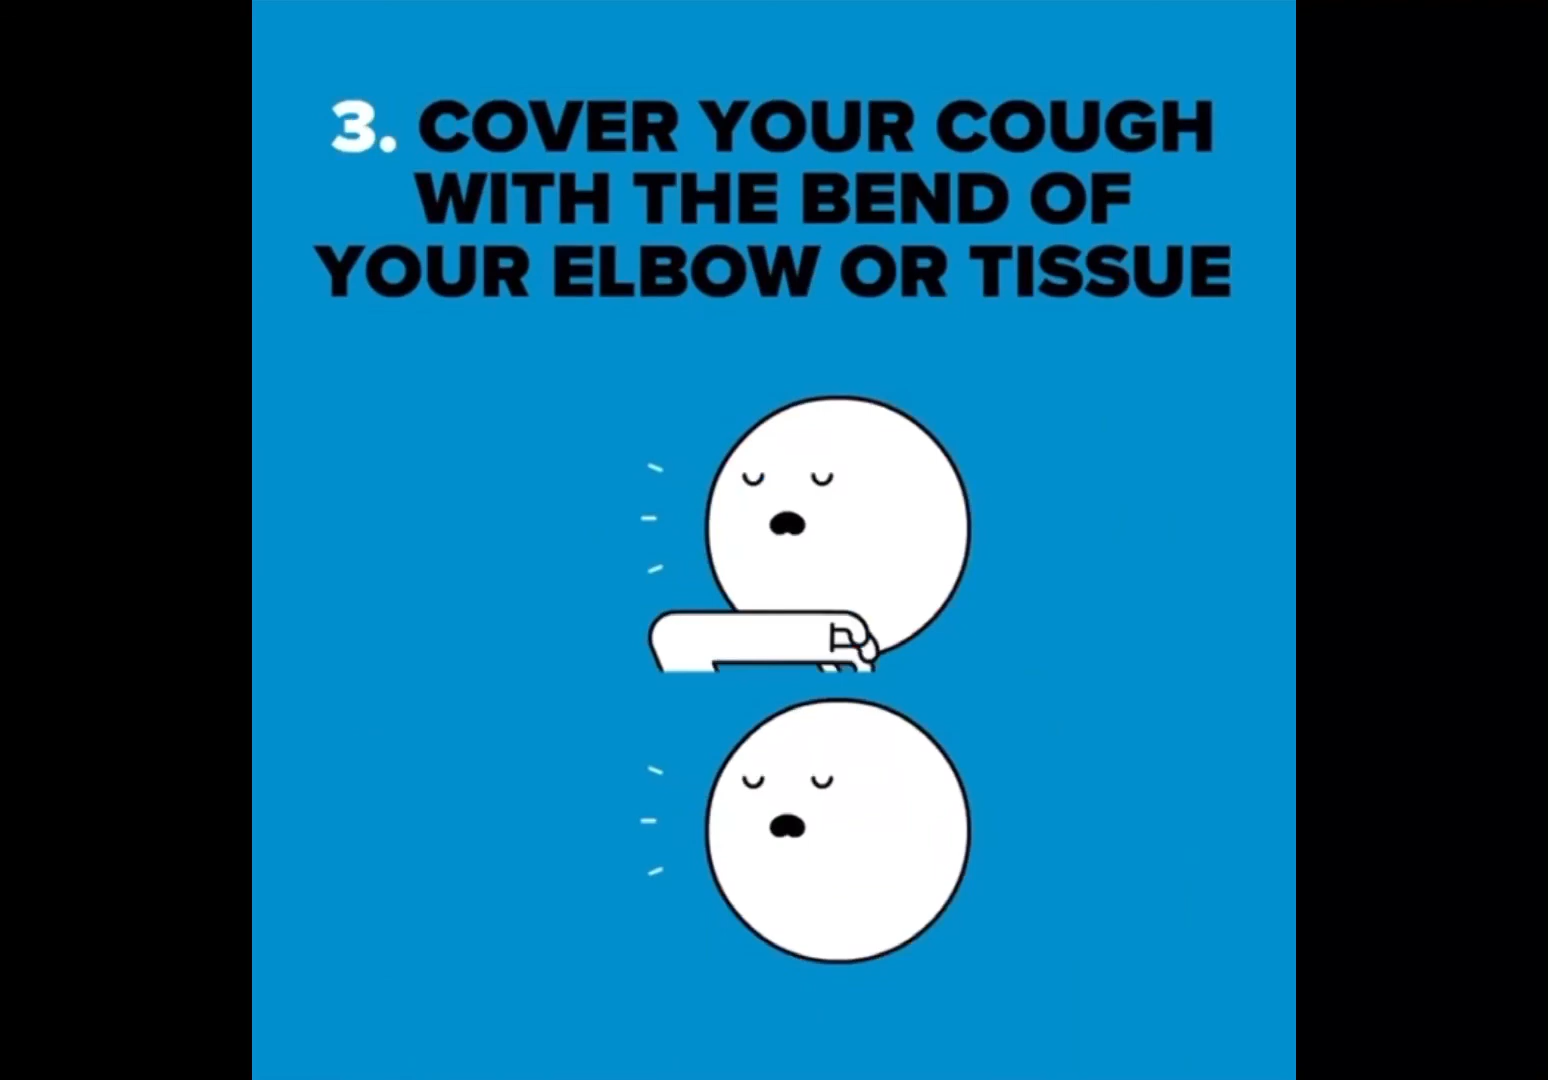 3. COVER YOUR COUGH
WITH THE BEND OF
YOUR ELBOW OR TISSUE